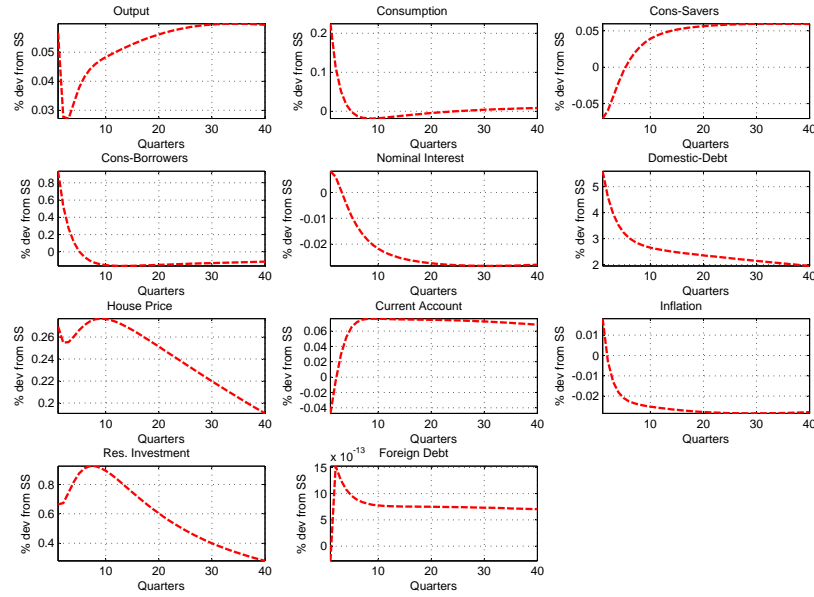 Output
% dev from SS
0.05
0.04
0.03
10 20 30 40
Consumption
% dev from SS
0.2
0.1
0
10 20 30 40
Cons-Savers
% dev from SS
0.05
0
-0.05
10 20 30 40
Cons-Borrowers
% dev from SS
0.8
0.6
0.4
0.2
0
10 20 30 40
Nominal Interest
% dev from SS
0
-0.01
-0.02
10 20 30 40
Domestic-Debt
% dev from SS
5
4
3
2
10 20 30 40
House Price
% dev from SS
0.26
0.24
0.22
0.2
10 20 30 40
Quarters
Current Account
% dev from SS
0.06
0.04
0.02
0
-0.02
-0.04
10 20 30 40
Quarters
Inflation
% dev from SS
0.01
0
-0.01
-0.02
10 20 30 40
Quarters
Res. Investment
% dev from SS
0.8
0.6
0.4
10 20 30 40
Quarters
x 10^-13
Foreign Debt
% dev from SS
15
10
5
0
10 20 30 40
Quarters